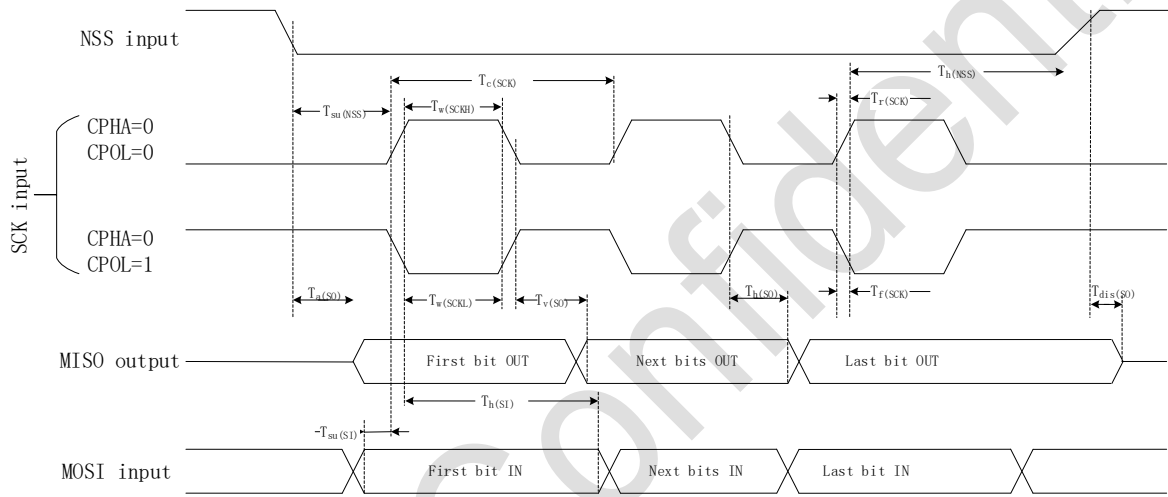 NSS input
Th(NSS)
Tc(SCK)
Tr(SCK)
Tsu(NSS)
Tw(SCKH)
CPHA=0
CPOL=0
SCK input
CPHA=0
CPOL=1
Ta(SO)
Tw(SCKL)
Tv(SO)
Th(SO)
Tf(SCK)
Tdis(SO)
MISO output
First bit OUT
Next bits OUT
Last bit OUT
Th(SI)
Tsu(SI)
MOSI input
First bit IN
Next bits IN
Last bit IN
Confident